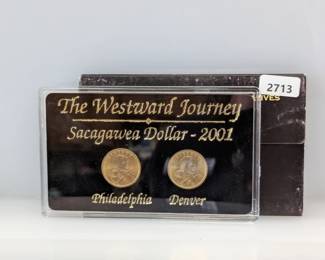 2713
The Westward Journey
Sacagawea Dollar - 2001
Philadelphia Denver